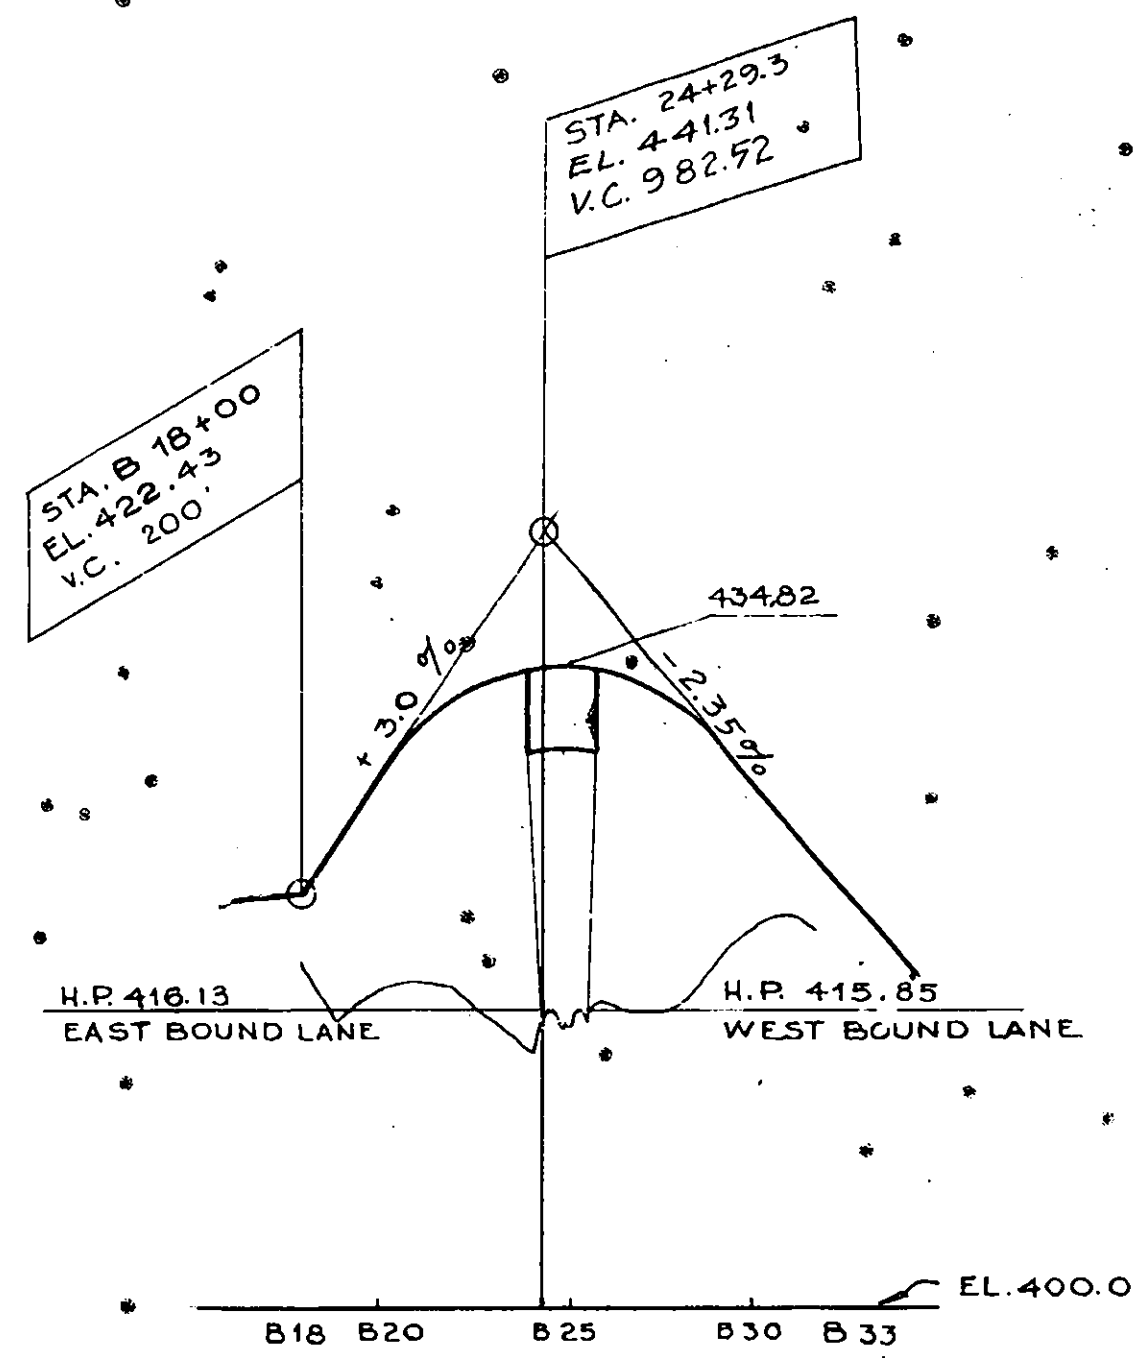 STA. 24+29.3
EL. 441.31
V.C. 982.52
STA. B 18+00
EL. 422.43
V.C. 200'
434.82
+ 3.0 %
- 2.35%
H.P. 416.13
EAST BOUND LANE
H.P. 415.85
WEST BOUND LANE
EL. 400.0
B18 B20 B25 B30 B33